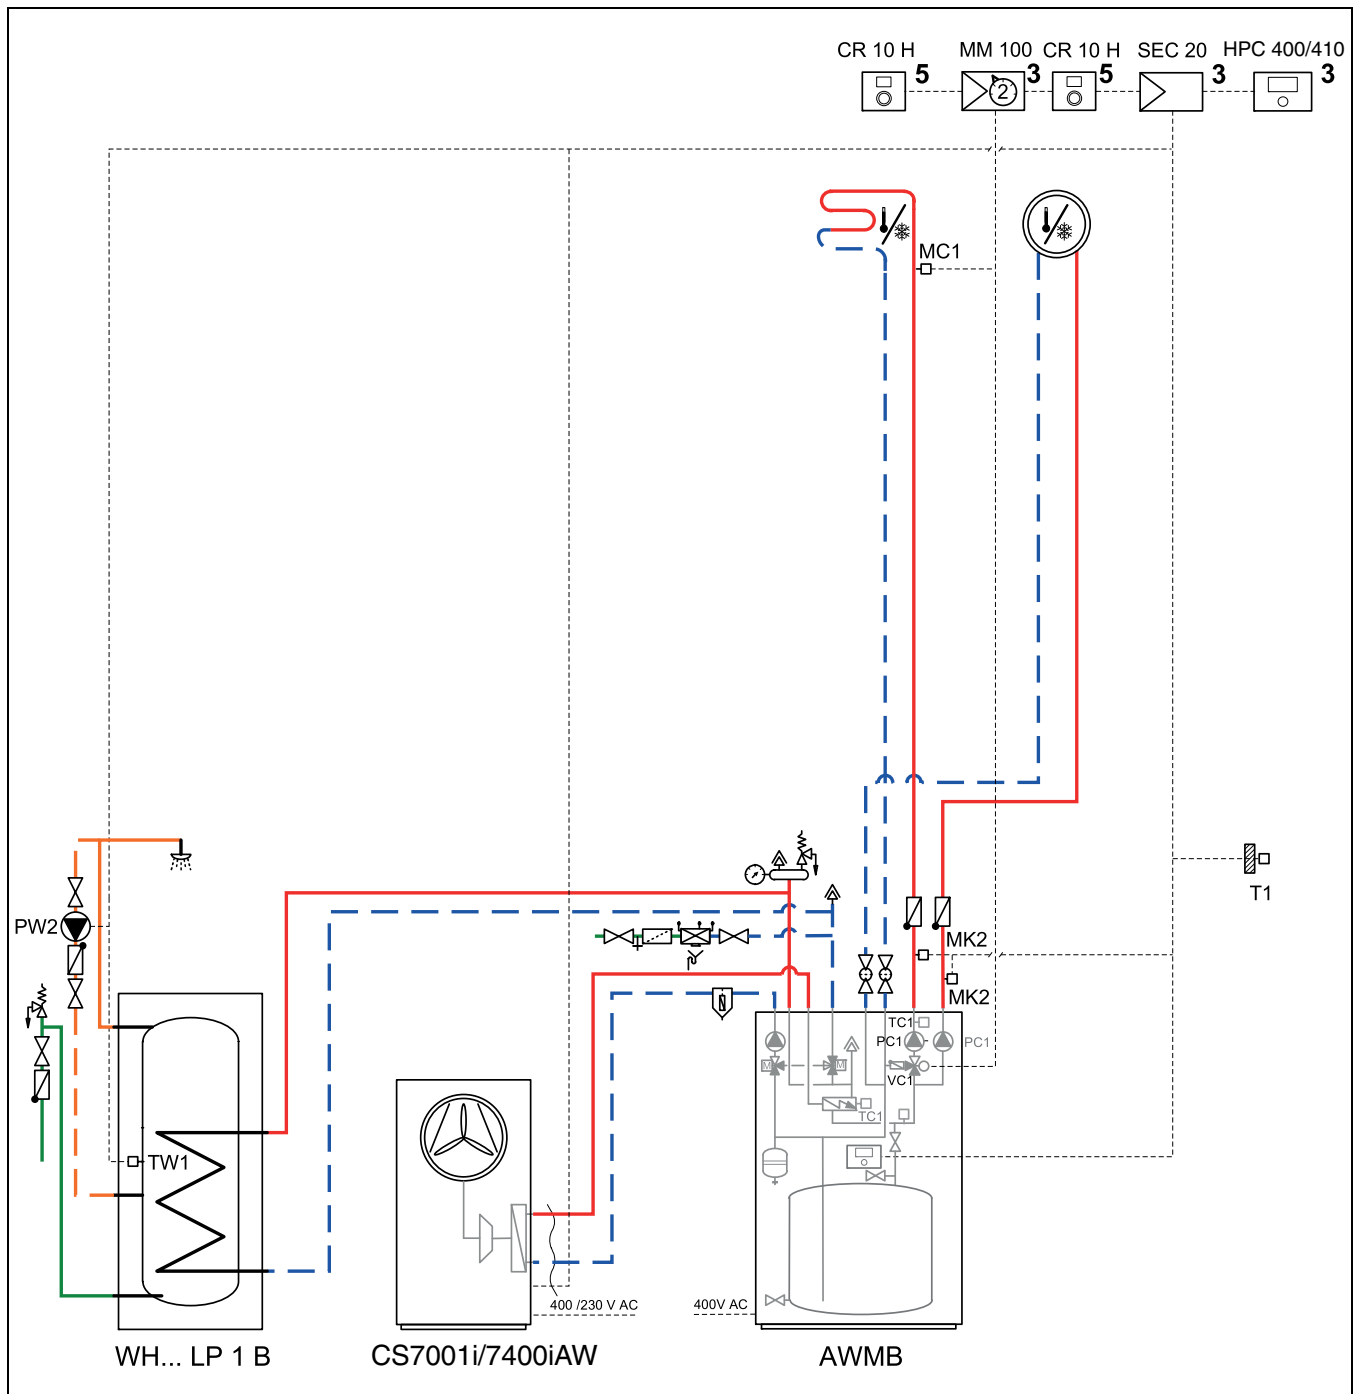 CR 10 H MM 100 CR 10 H SEC 20 HPC 400/410
5 3 5 3 3
2
MC1
T1
PW2
MK2
MK2
TC1
PC1 PC1
M M
VC1
TC1
TW1
400 /230 V AC 400V AC
WH... LP 1 B CS7001i/7400iAW AWMB